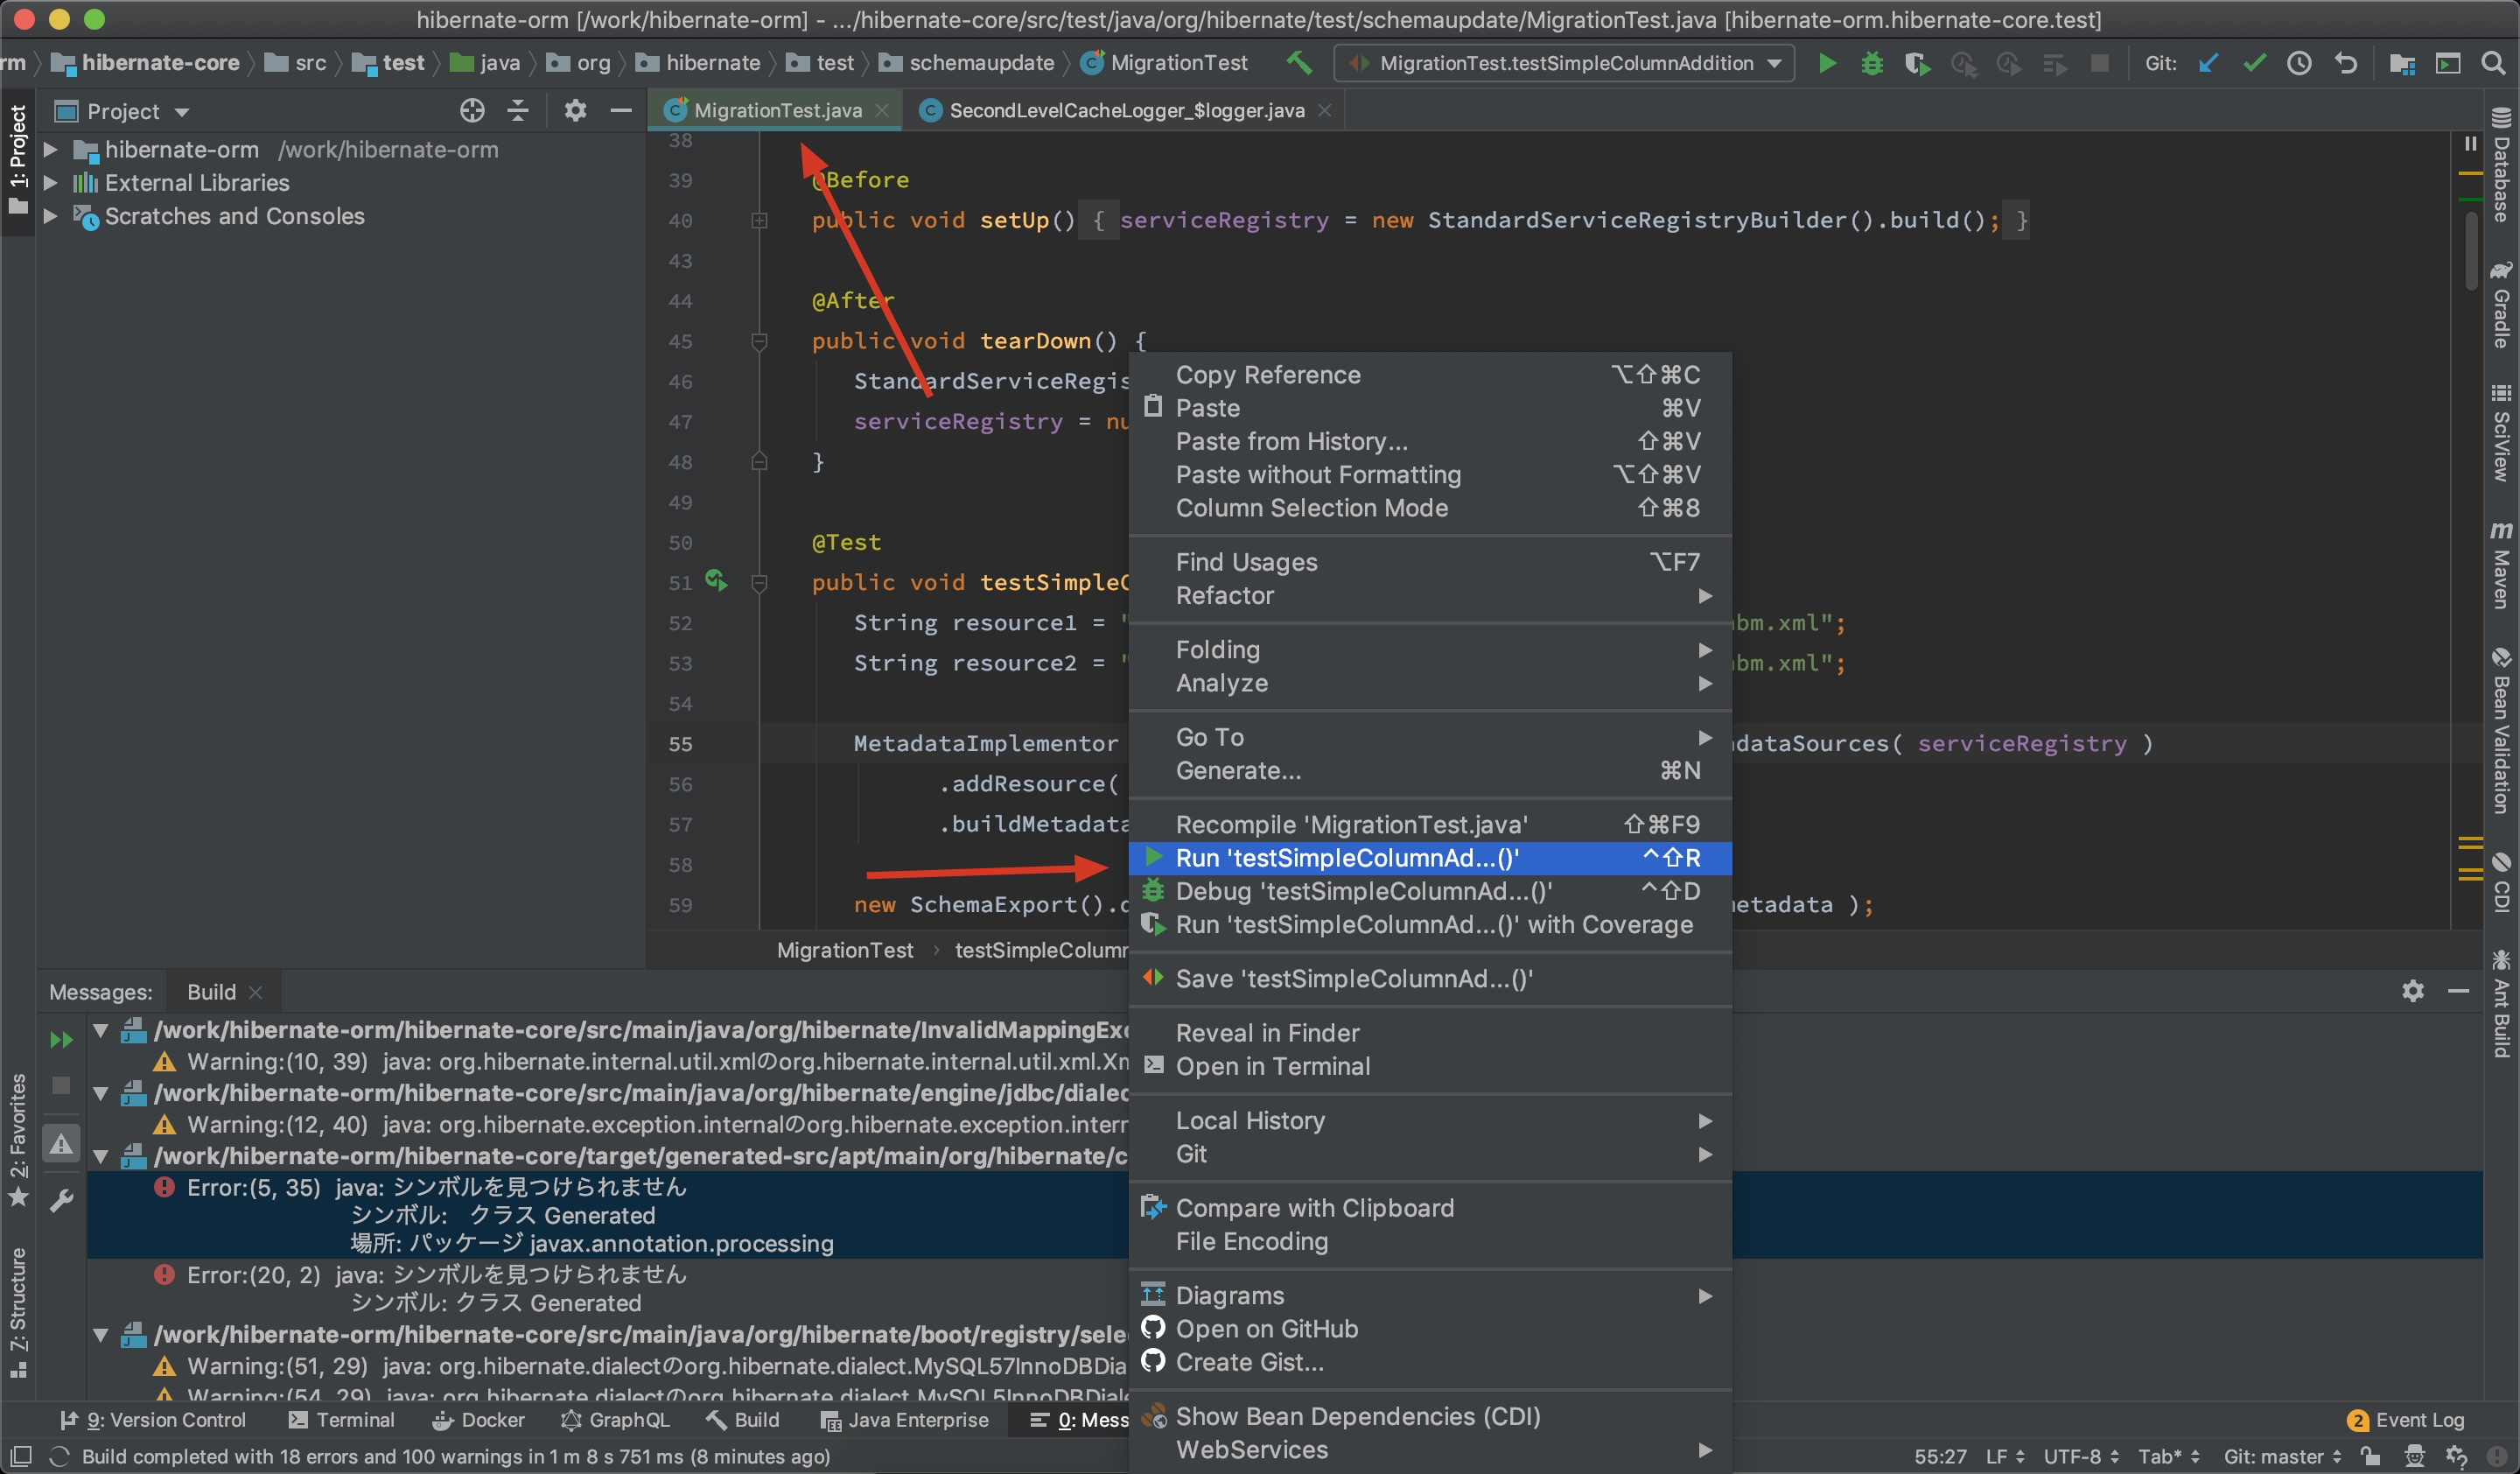 hibernate-orm [/work/hibernate-orm] - .../hibernate-core/src/test/java/org/hibernate/test/schemaupdate/MigrationTest.java [hibernate-orm.hibernate-core.test]
rm hibernate-core src test java org hibernate test schemaupdate MigrationTest MigrationTest.testSimpleColumnAddition Git:
1: Project
Project
MigrationTest.java
SecondLevelCacheLogger_$logger.java
hibernate-orm /work/hibernate-orm
External Libraries
Scratches and Consoles
38
39 @Before
40 public void setUp() { serviceRegistry = new StandardServiceRegistryBuilder().build(); }
43
44 @After
45 public void tearDown() {
46 StandardServiceRegis
47 serviceRegistry = nu
48 }
49
50 @Test
51 public void testSimpleC
52 String resource1 = " bm.xml";
53 String resource2 = " bm.xml";
54
55 MetadataImplementor dataSources( serviceRegistry )
56 .addResource(
57 .buildMetadata
58
59 new SchemaExport().d etadata );
MigrationTest › testSimpleColumn
Copy Reference ⌥⇧⌘C
Paste ⌘V
Paste from History... ⇧⌘V
Paste without Formatting ⌥⇧⌘V
Column Selection Mode ⇧⌘8
Find Usages ⌥F7
Refactor
Folding
Analyze
Go To
Generate... ⌘N
Recompile 'MigrationTest.java' ⇧⌘F9
Run 'testSimpleColumnAd...()' ^⇧R
Debug 'testSimpleColumnAd...()' ^⇧D
Run 'testSimpleColumnAd...()' with Coverage
Save 'testSimpleColumnAd...()'
Reveal in Finder
Open in Terminal
Local History
Git
Compare with Clipboard
File Encoding
Diagrams
Open on GitHub
Create Gist...
Show Bean Dependencies (CDI)
WebServices
Database
Gradle
SciView
m Maven
Bean Validation
CDI
Ant Build
Messages: Build
/work/hibernate-orm/hibernate-core/src/main/java/org/hibernate/InvalidMappingExc
Warning:(10, 39) java: org.hibernate.internal.util.xmlのorg.hibernate.internal.util.xml.Xm
/work/hibernate-orm/hibernate-core/src/main/java/org/hibernate/engine/jdbc/dialec
Warning:(12, 40) java: org.hibernate.exception.internalのorg.hibernate.exception.intern
/work/hibernate-orm/hibernate-core/target/generated-src/apt/main/org/hibernate/c
Error:(5, 35) java: シンボルを見つけられません
シンボル: クラス Generated
場所: パッケージ javax.annotation.processing
Error:(20, 2) java: シンボルを見つけられません
シンボル: クラス Generated
/work/hibernate-orm/hibernate-core/src/main/java/org/hibernate/boot/registry/sele
Warning:(51, 29) java: org.hibernate.dialectのorg.hibernate.dialect.MySQL57InnoDBDia
Warning:(54, 29) java: org.hibernate.dialectのorg.hibernate.dialect.MySQL5InnoDBDiale
2: Favorites
Z: Structure
9: Version Control Terminal Docker GraphQL Build Java Enterprise 0: Mess 2 Event Log
Build completed with 18 errors and 100 warnings in 1 m 8 s 751 ms (8 minutes ago) 55:27 LF UTF-8 Tab* Git: master